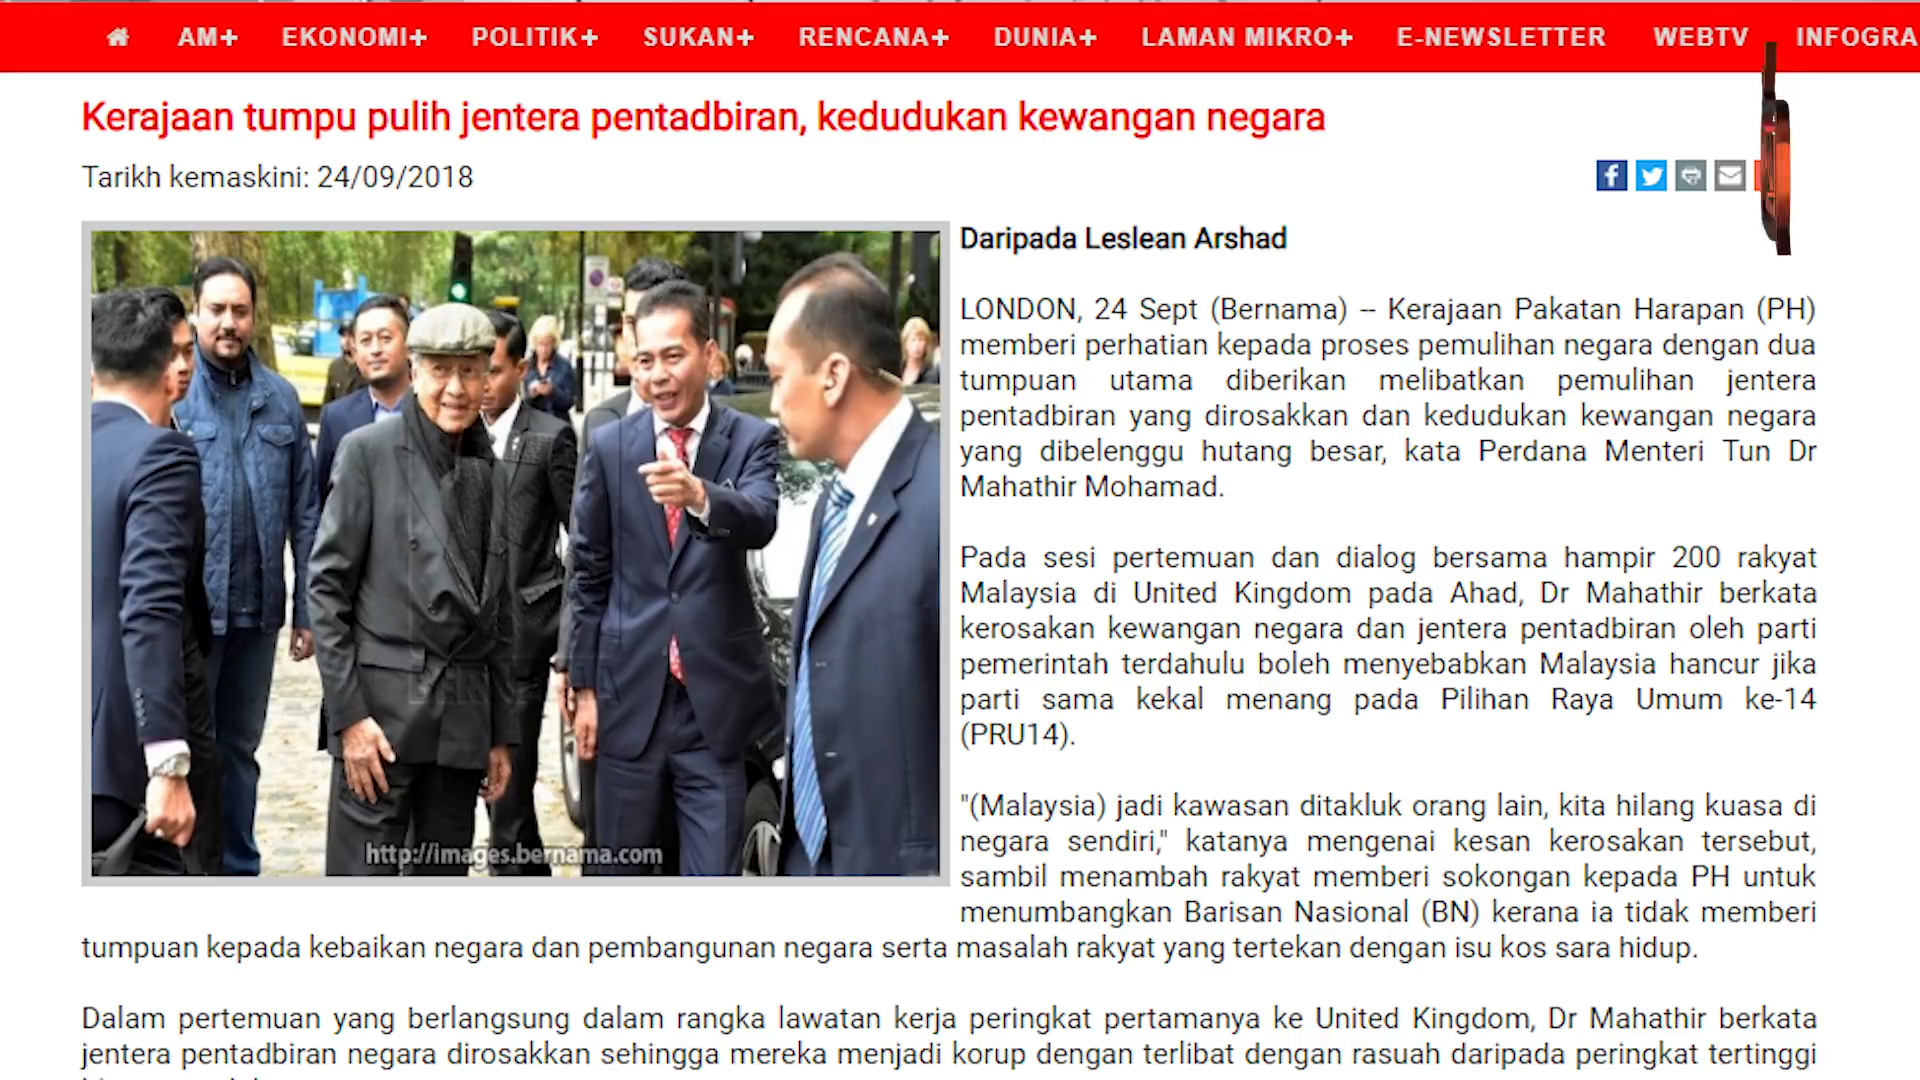 AM+ EKONOMI+ POLITIK+ SUKAN+ RENCANA+ DUNIA+ LAMAN MIKRO+ E-NEWSLETTER WEBTV INFOGRA
Kerajaan tumpu pulih jentera pentadbiran, kedudukan kewangan negara
Tarikh kemaskini: 24/09/2018
Daripada Leslean Arshad
LONDON, 24 Sept (Bernama) -- Kerajaan Pakatan Harapan (PH)
memberi perhatian kepada proses pemulihan negara dengan dua
tumpuan utama diberikan melibatkan pemulihan jentera
pentadbiran yang dirosakkan dan kedudukan kewangan negara
yang dibelenggu hutang besar, kata Perdana Menteri Tun Dr
Mahathir Mohamad.
Pada sesi pertemuan dan dialog bersama hampir 200 rakyat
Malaysia di United Kingdom pada Ahad, Dr Mahathir berkata
kerosakan kewangan negara dan jentera pentadbiran oleh parti
pemerintah terdahulu boleh menyebabkan Malaysia hancur jika
parti sama kekal menang pada Pilihan Raya Umum ke-14
(PRU14).
"(Malaysia) jadi kawasan ditakluk orang lain, kita hilang kuasa di
negara sendiri," katanya mengenai kesan kerosakan tersebut,
sambil menambah rakyat memberi sokongan kepada PH untuk
menumbangkan Barisan Nasional (BN) kerana ia tidak memberi
tumpuan kepada kebaikan negara dan pembangunan negara serta masalah rakyat yang tertekan dengan isu kos sara hidup.
Dalam pertemuan yang berlangsung dalam rangka lawatan kerja peringkat pertamanya ke United Kingdom, Dr Mahathir berkata
jentera pentadbiran negara dirosakkan sehingga mereka menjadi korup dengan terlibat dengan rasuah daripada peringkat tertinggi
BERNAMA
http://images.bernama.com